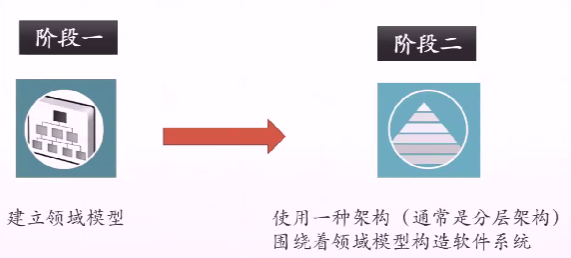 阶段一
阶段二
建立领域模型
使用一种架构（通常是分层架构）
围绕着领域模型构造软件系统